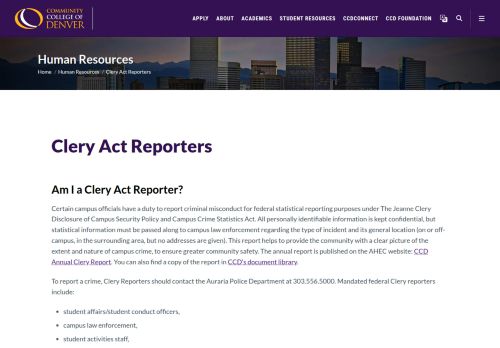 COMMUNITY
COLLEGE OF
DENVER
APPLY ABOUT ACADEMICS STUDENT RESOURCES CCDCONNECT CCD FOUNDATION
Human Resources
Home / Human Resources / Clery Act Reporters
Clery Act Reporters
Am I a Clery Act Reporter?
Certain campus officials have a duty to report criminal misconduct for federal statistical reporting purposes under The Jeanne Clery
Disclosure of Campus Security Policy and Campus Crime Statistics Act. All personally identifiable information is kept confidential, but
statistical information must be passed along to campus law enforcement regarding the type of incident and its general location (on or off-
campus, in the surrounding area, but no addresses are given). This report helps to provide the community with a clear picture of the
extent and nature of campus crime, to ensure greater community safety. The annual report is published on the AHEC website: CCD
Annual Clery Report. You can also find a copy of the report in CCD's document library.
To report a crime, Clery Reporters should contact the Auraria Police Department at 303.556.5000. Mandated federal Clery reporters
include:
• student affairs/student conduct officers,
• campus law enforcement,
• student activities staff,